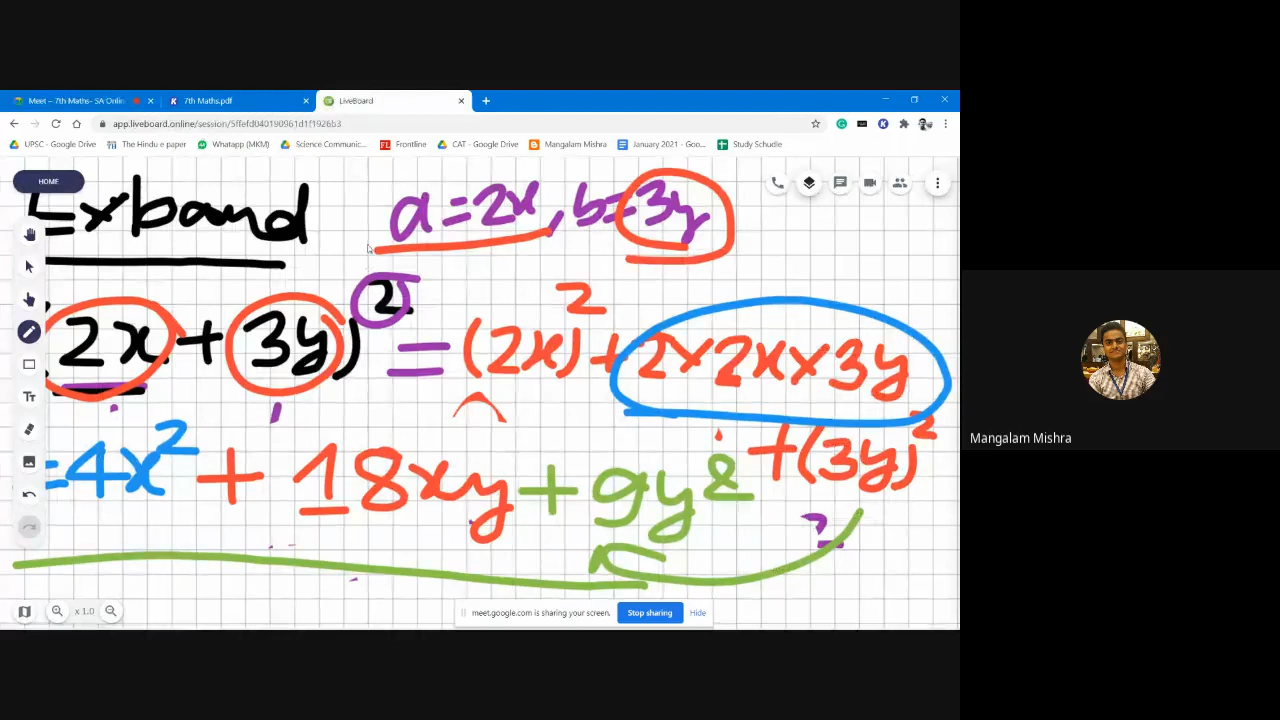 Meet – 7th Maths- SA Onlin
7th Maths.pdf
LiveBoard
app.liveboard.online/session/5ffefd040190961d1f1926b3
UPSC - Google Drive
The Hindu e paper
Whatapp (MKM)
Science Communic...
Frontline
CAT - Google Drive
Mangalam Mishra
January 2021 - Goo...
Study Schudle
HOME
Exband a=2x, b=3y
(2x+3y)² = (2x)²+2×2x×3y
+(3y)²
=4x²+18xy+9y²
Tт
x 1.0
meet.google.com is sharing your screen. Stop sharing Hide
Mangalam Mishra